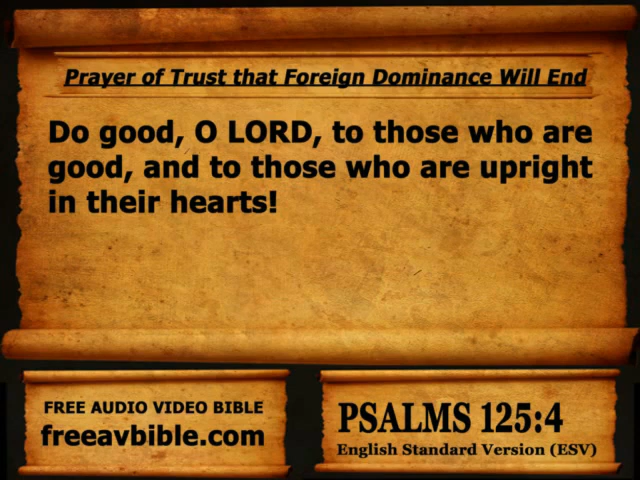 Prayer of Trust that Foreign Dominance Will End
Do good, O LORD, to those who are
good, and to those who are upright
in their hearts!
FREE AUDIO VIDEO BIBLE
freeavbible.com
PSALMS 125:4
English Standard Version (ESV)